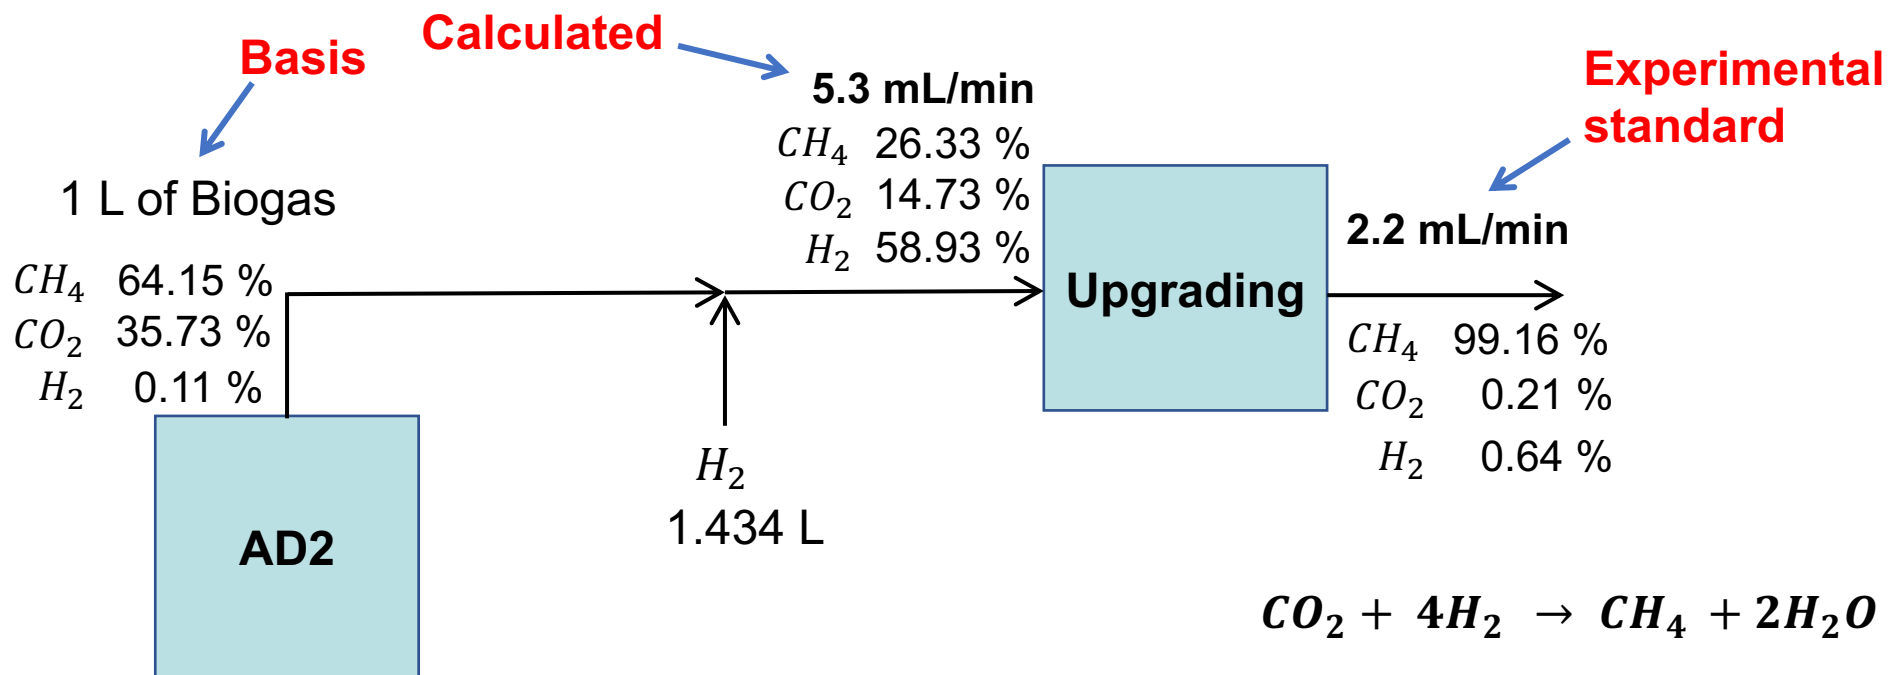 Basis
Calculated
Experimental
standard
1 L of Biogas
CH₄ 64.15 %
CO₂ 35.73 %
H₂ 0.11 %
AD2
H₂
1.434 L
5.3 mL/min
CH₄ 26.33 %
CO₂ 14.73 %
H₂ 58.93 %
Upgrading
2.2 mL/min
CH₄ 99.16 %
CO₂ 0.21 %
H₂ 0.64 %
CO₂ + 4H₂ → CH₄ + 2H₂O